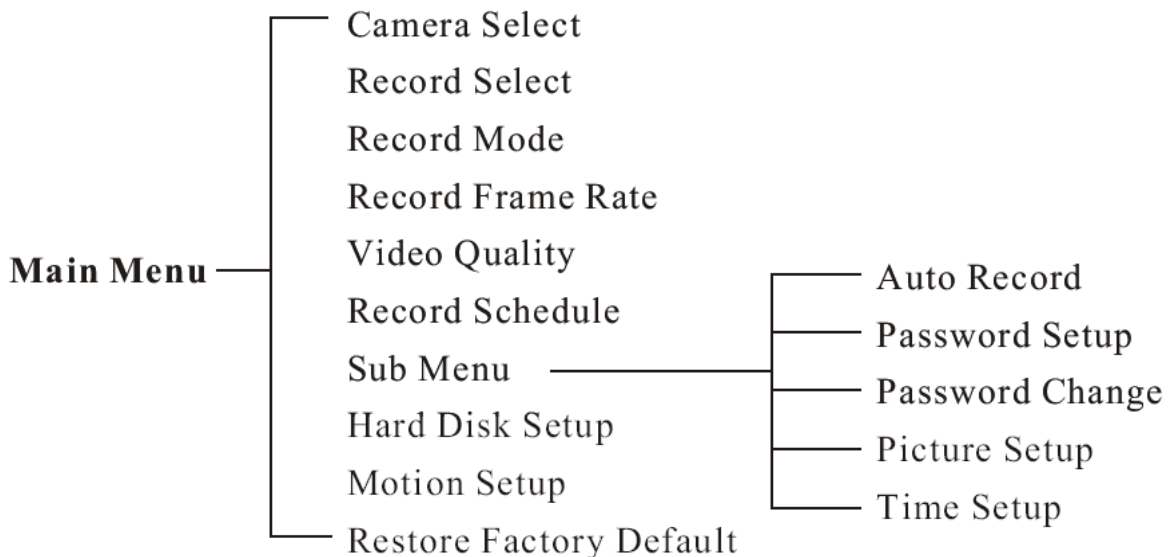 Main Menu
Camera Select
Record Select
Record Mode
Record Frame Rate
Video Quality
Record Schedule
Sub Menu
Hard Disk Setup
Motion Setup
Restore Factory Default
Auto Record
Password Setup
Password Change
Picture Setup
Time Setup